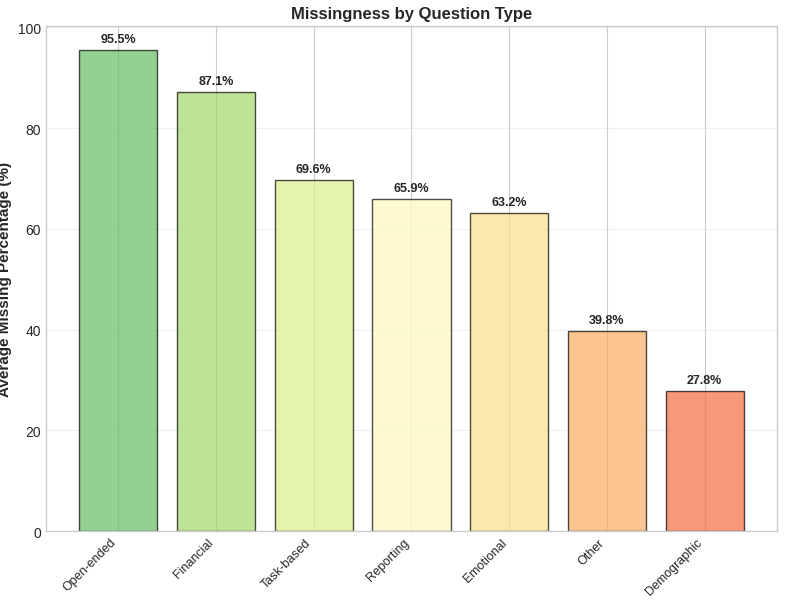 Missingness by Question Type
Average Missing Percentage (%)
100
80
60
40
20
0
95.5%
87.1%
69.6%
65.9%
63.2%
39.8%
27.8%
Open-ended
Financial
Task-based
Reporting
Emotional
Other
Demographic